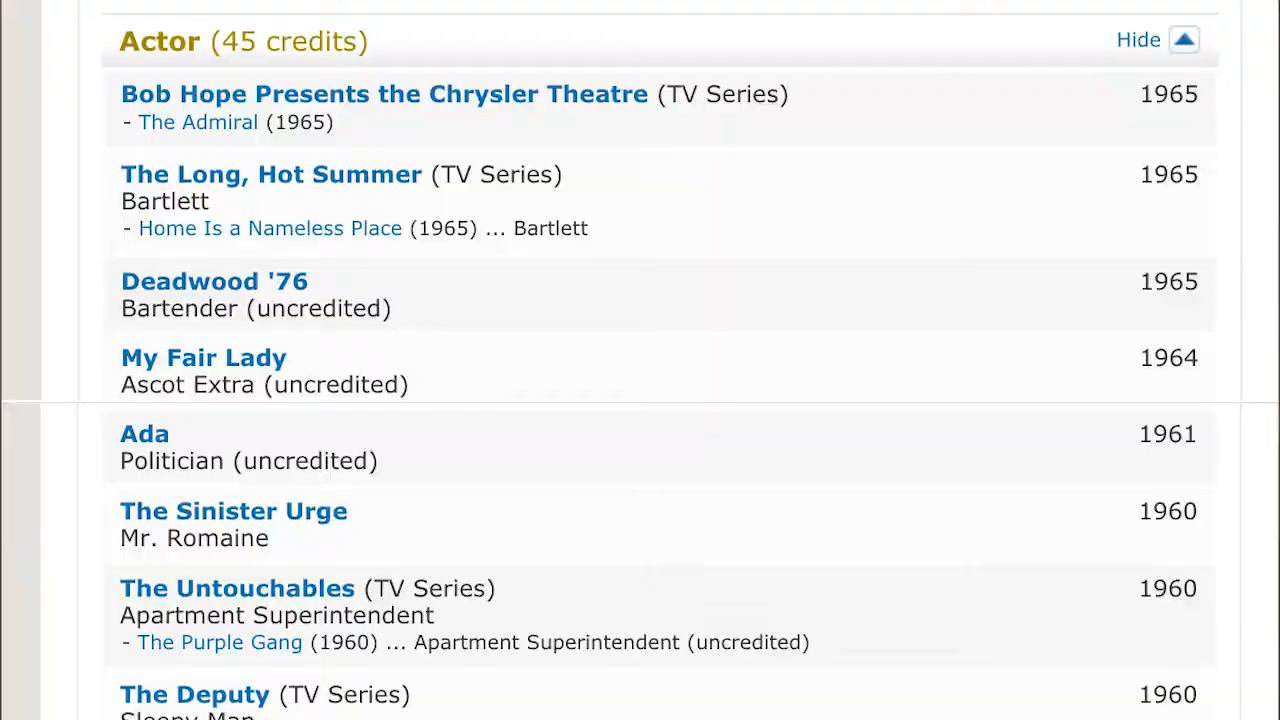 Actor (45 credits) Hide
Bob Hope Presents the Chrysler Theatre (TV Series) 1965
- The Admiral (1965)
The Long, Hot Summer (TV Series) 1965
Bartlett
- Home Is a Nameless Place (1965) ... Bartlett
Deadwood '76 1965
Bartender (uncredited)
My Fair Lady 1964
Ascot Extra (uncredited)
Ada 1961
Politician (uncredited)
The Sinister Urge 1960
Mr. Romaine
The Untouchables (TV Series) 1960
Apartment Superintendent
- The Purple Gang (1960) ... Apartment Superintendent (uncredited)
The Deputy (TV Series) 1960
Sleepy Man